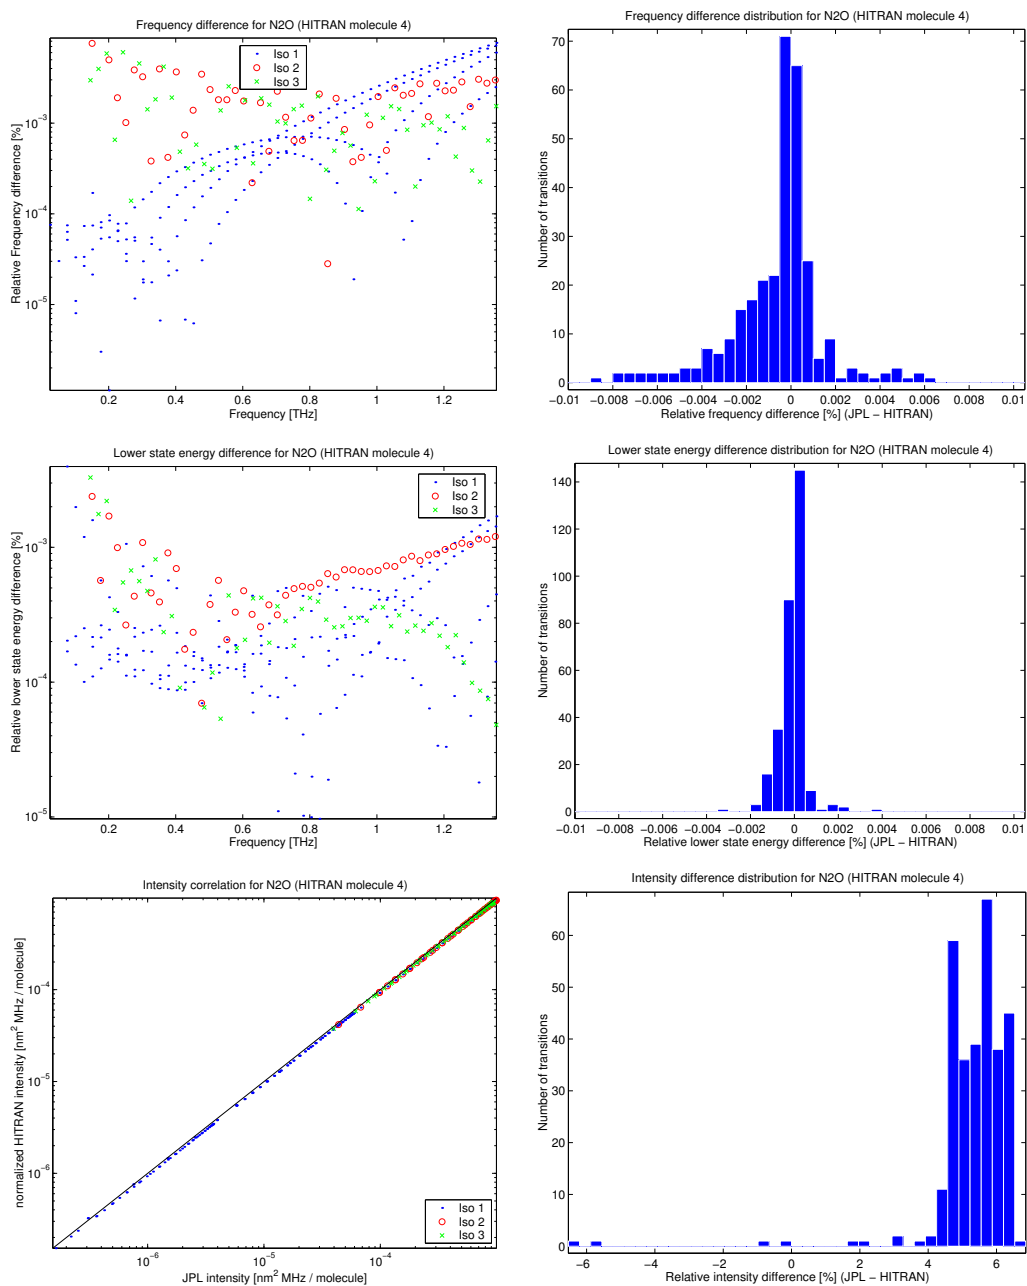 Frequency difference for N2O (HITRAN molecule 4)
Iso 1
Iso 2
Iso 3
10−3
10−4
10−5
Relative Frequency difference [%]
0.2 0.4 0.6 0.8 1 1.2
Frequency [THz]
Frequency difference distribution for N2O (HITRAN molecule 4)
70
60
50
40
30
20
10
0
Number of transitions
−0.01 −0.008 −0.006 −0.004 −0.002 0 0.002 0.004 0.006 0.008 0.01
Relative frequency difference [%] (JPL − HITRAN)
Lower state energy difference for N2O (HITRAN molecule 4)
Iso 1
Iso 2
Iso 3
10−3
10−4
10−5
Relative lower state energy difference [%]
0.2 0.4 0.6 0.8 1 1.2
Frequency [THz]
Lower state energy difference distribution for N2O (HITRAN molecule 4)
140
120
100
80
60
40
20
0
Number of transitions
−0.01 −0.008 −0.006 −0.004 −0.002 0 0.002 0.004 0.006 0.008 0.01
Relative lower state energy difference [%] (JPL − HITRAN)
Intensity correlation for N2O (HITRAN molecule 4)
10−4
10−5
10−6
normalized HITRAN intensity [nm2 MHz / molecule]
Iso 1
Iso 2
Iso 3
10−6 10−5 10−4
JPL intensity [nm2 MHz / molecule]
Intensity difference distribution for N2O (HITRAN molecule 4)
60
50
40
30
20
10
0
Number of transitions
−6 −4 −2 0 2 4 6
Relative intensity difference [%] (JPL − HITRAN)